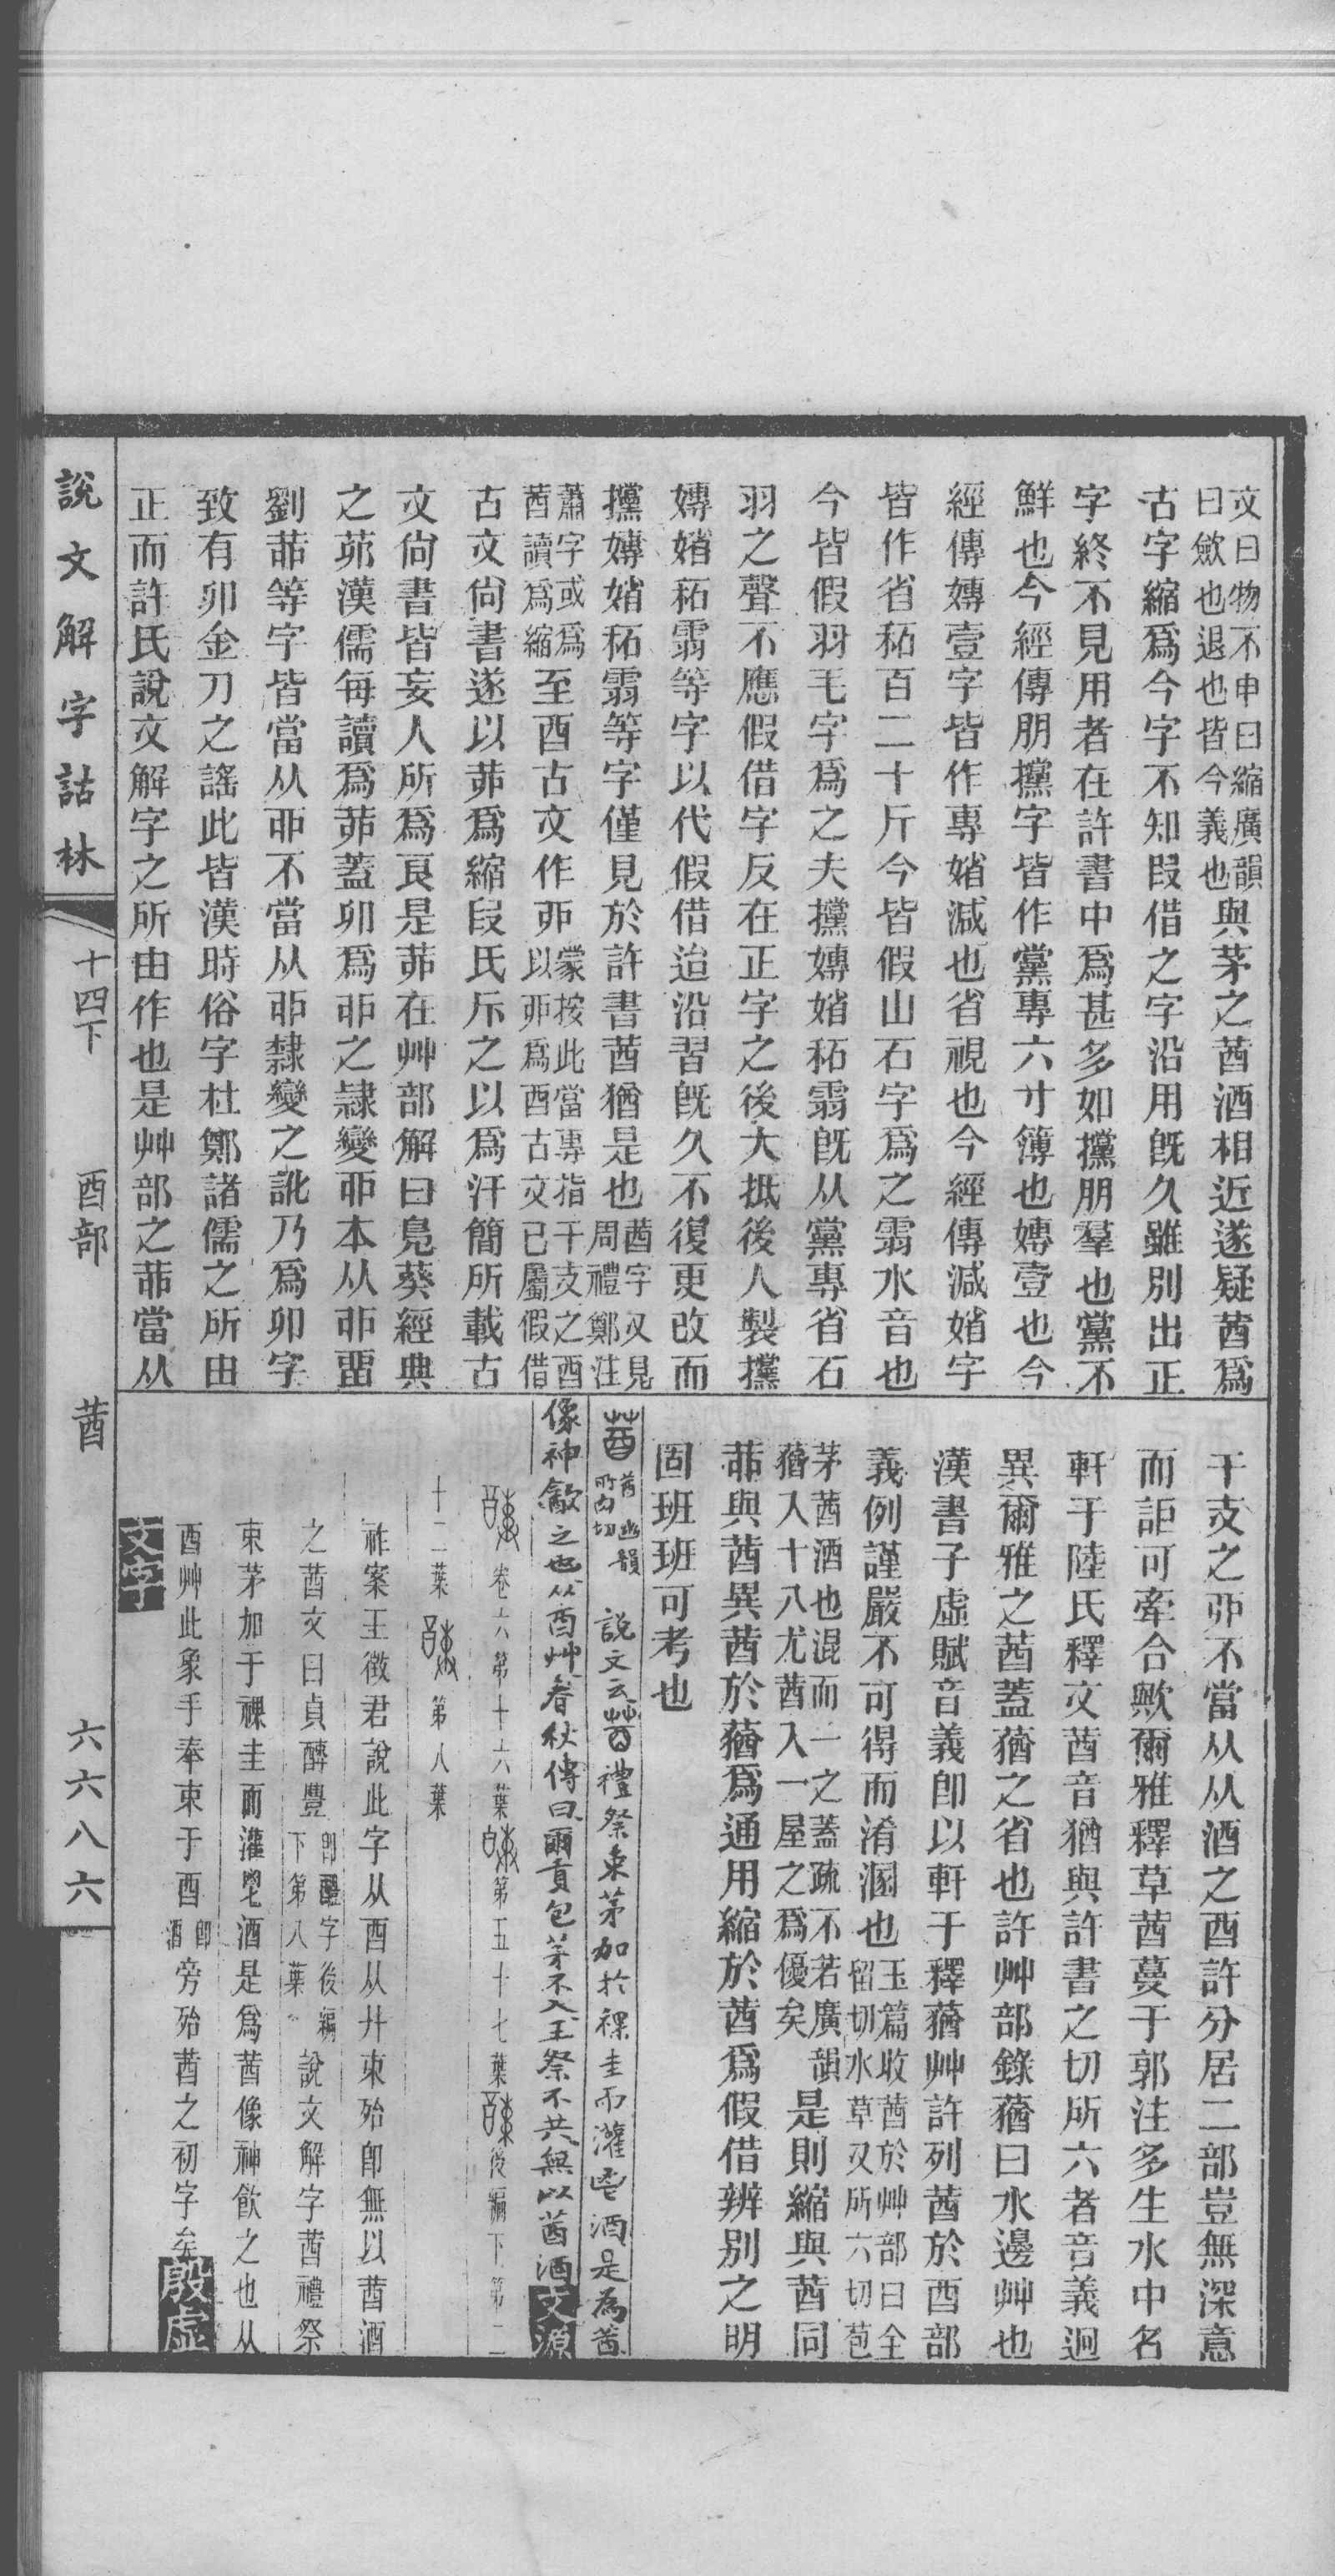 文曰物不申曰縮廣韻
曰斂也退也皆今義也與茅之莤酒相近遂疑莤爲
古字縮爲今字不知叚借之字沿用旣久雖別出正
字終不見用者在許書中爲甚多如攩朋羣也黨不
鮮也今經傳朋攩字皆作黨專六寸簿也嫥壹也今
經傳嫥壹字皆作專媘減也省視也今經傳減媘字
皆作省䄷百二十斤今皆假山石字爲之䨒水音也
今皆假羽毛字爲之夫攩嫥媘䄷䨒旣从黨專省石
羽之聲不應假借字反在正字之後大抵後人製攩
嫥媘䄷䨒等字以代假借迨沿習旣久不復更改而
攩嫥媘䄷䨒等字僅見於許書莤猶是也莤字又見
周禮鄭注
蕭字或爲
莤讀爲縮至酉古文作丣蒙按此當專指干支之酉
以丣爲酉古文已屬假借
古文尙書遂以茆爲縮段氏斥之以爲汗簡所載古
文尙書皆妄人所爲良是茆在艸部解曰鳧葵經典
之茆漢儒每讀爲茆蓋卯爲丣之隸變丣本从丣畱
劉茆等字皆當从丣不當从丣隸變之訛乃爲卯字
致有卯金刀之謠此皆漢時俗字杜鄭諸儒之所由
正而許氏說文解字之所由作也是艸部之茆當从
干支之丣不當从从酒之酉許分居二部豈無深意
而詎可牽合歟爾雅釋草莤蔓于郭注多生水中名
軒于陸氏釋文莤音猶與許書之切所六者音義迥
異爾雅之莤蓋蕕之省也許艸部錄蕕曰水邊艸也
漢書子虛賦音義卽以軒于釋蕕艸許列莤於酉部
義例謹嚴不可得而淆溷也玉篇收莤於艸部曰全
留切水草又所六切苞
茅莤酒也混而一之蓋疏不若廣韻
蕕入十八尤莤入一屋之爲優矣是則縮與莤同
茆與莤異莤於蕕爲通用縮於莤爲假借辨別之明
固班班可考也
莤 幽韻
說文云莤禮祭束茅加於祼圭而灌鬯酒是為莤
像神歆之也从酉艸春秋傳曰爾貢包茅不入王祭不共無以莤酒文源
卷六第十六葉 第五十七葉 後編下第二
十二葉 第八葉
祚案王徵君說此字从酉从廾束殆卽無以莤酒
之莤文曰貞醻豐卽醴字後編
下第八葉說文解字莤禮祭
束茅加于祼圭而灌鬯酒是爲莤像神飮之也从
酉艸此象手奉束于酉卽
酒旁殆莤之初字矣殷虛
文字
說文解字詁林 十四下 酉部 莤 六六八六